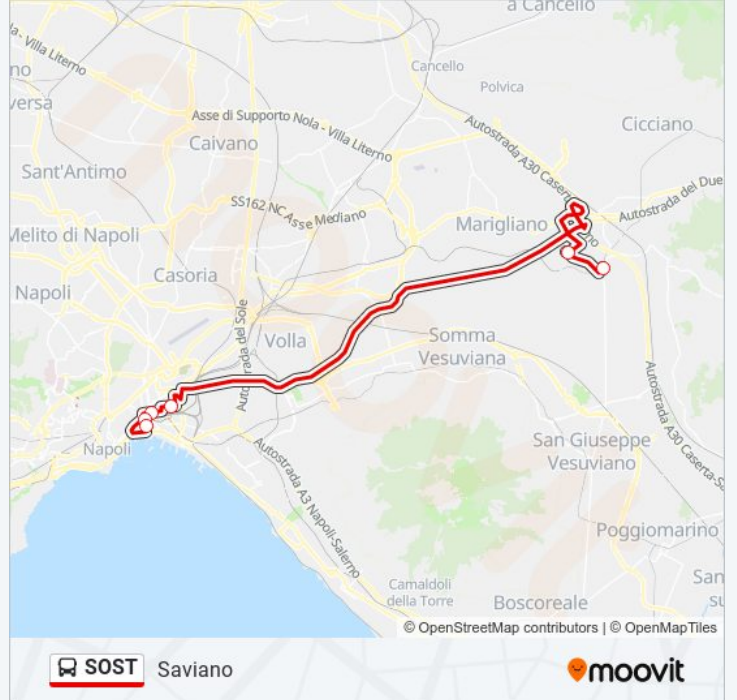 a Cancello
a - Villa Literno
Cancello
no
Polvica
versa
Asse di Supporto Nola - Villa Literno
Autostrada A30 Caserta
Cicciano
Caivano
Sant'Antimo
Autostrada dei Due
SS162 NC Asse Mediano
Marigliano
Melito di Napoli
Casoria
Napoli
Autostrada del Sole
Volla
Somma
Vesuviana
Autostrada A30 Caserta-Sa
San Giuseppe
Vesuviano
Napoli
Autostrada A3 Napoli-Salerno
Poggiomarino
Camaldoli
della Torre
Boscoreale
San
© OpenStreetMap contributors | © OpenMapTiles
SOST Saviano
moovit